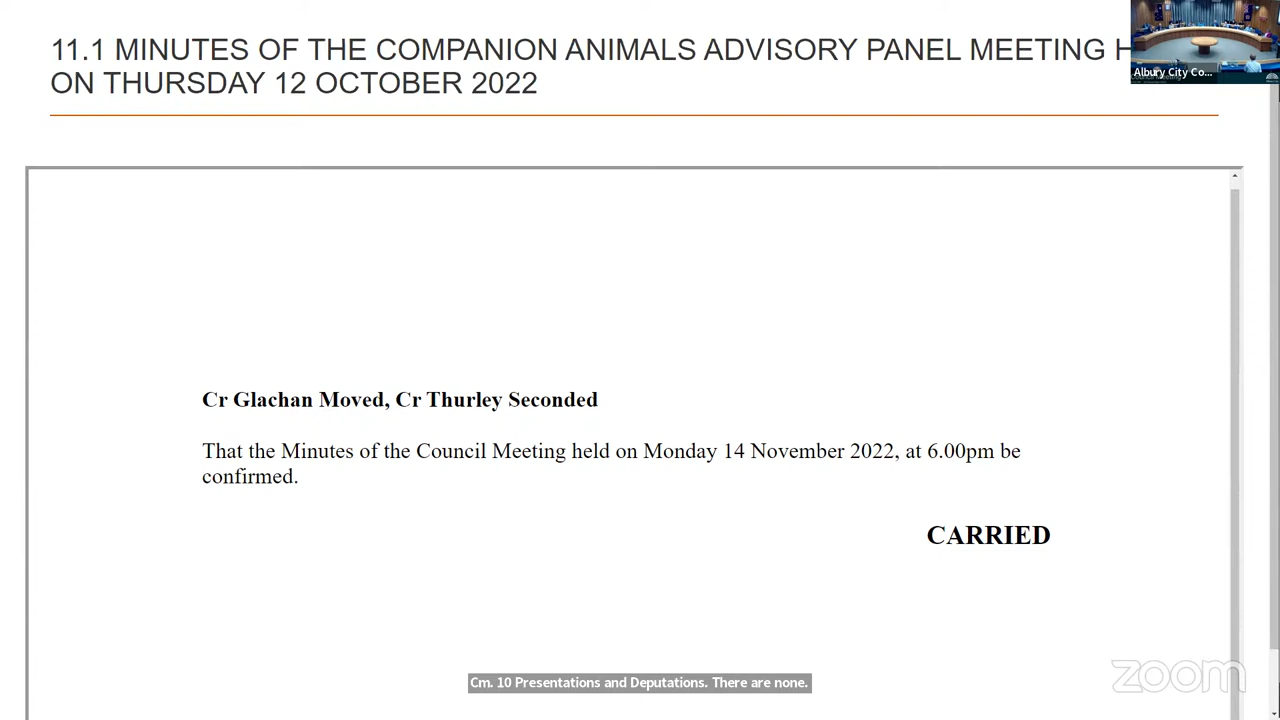 11.1 MINUTES OF THE COMPANION ANIMALS ADVISORY PANEL MEETING H
ON THURSDAY 12 OCTOBER 2022
Albury City Co...
Cr Glachan Moved, Cr Thurley Seconded
That the Minutes of the Council Meeting held on Monday 14 November 2022, at 6.00pm be
confirmed.
CARRIED
Cm. 10 Presentations and Deputations. There are none.
zoom